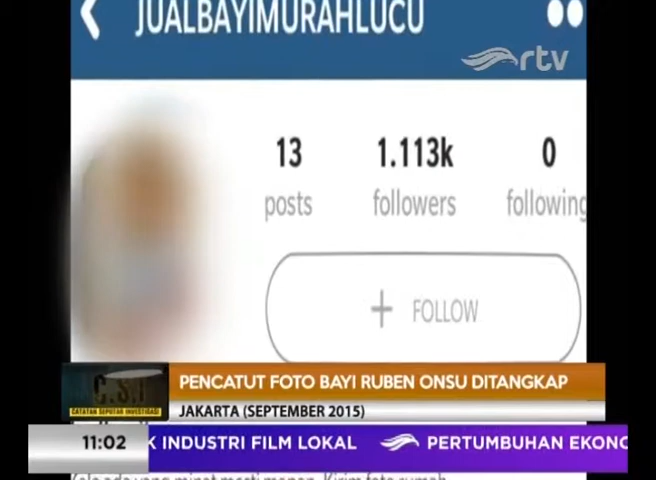 JUALBAYIMURAHLUCU
rtv
13
1.113k
0
posts
followers
following
+ FOLLOW
C.S.I
CATATAN SEPUTAR INVESTIGASI
PENCATUT FOTO BAYI RUBEN ONSU DITANGKAP
JAKARTA (SEPTEMBER 2015)
11:02
K INDUSTRI FILM LOKAL
PERTUMBUHAN EKONO